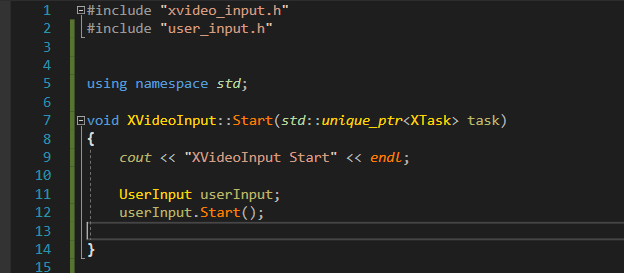 1 #include "xvideo_input.h"
2 #include "user_input.h"
3
4
5 using namespace std;
6
7 void XVideoInput::Start(std::unique_ptr<XTask> task)
8 {
9 cout << "XVideoInput Start" << endl;
10
11 UserInput userInput;
12 userInput.Start();
13
14 }
15